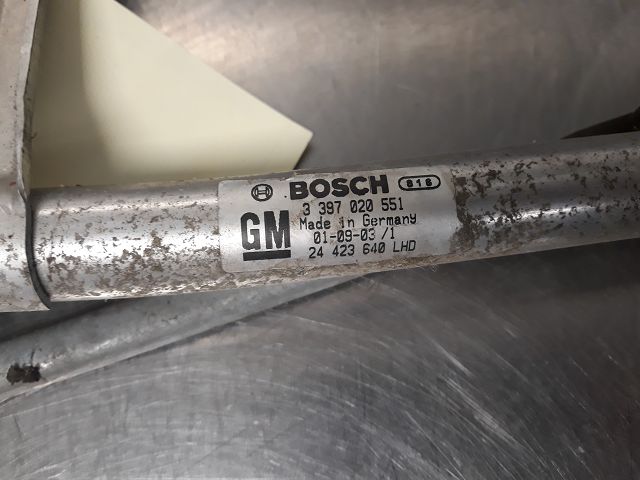 BOSCH 816
3 397 020 551
GM
Made in Germany
01-09-03 /1
24 423 640 LHD